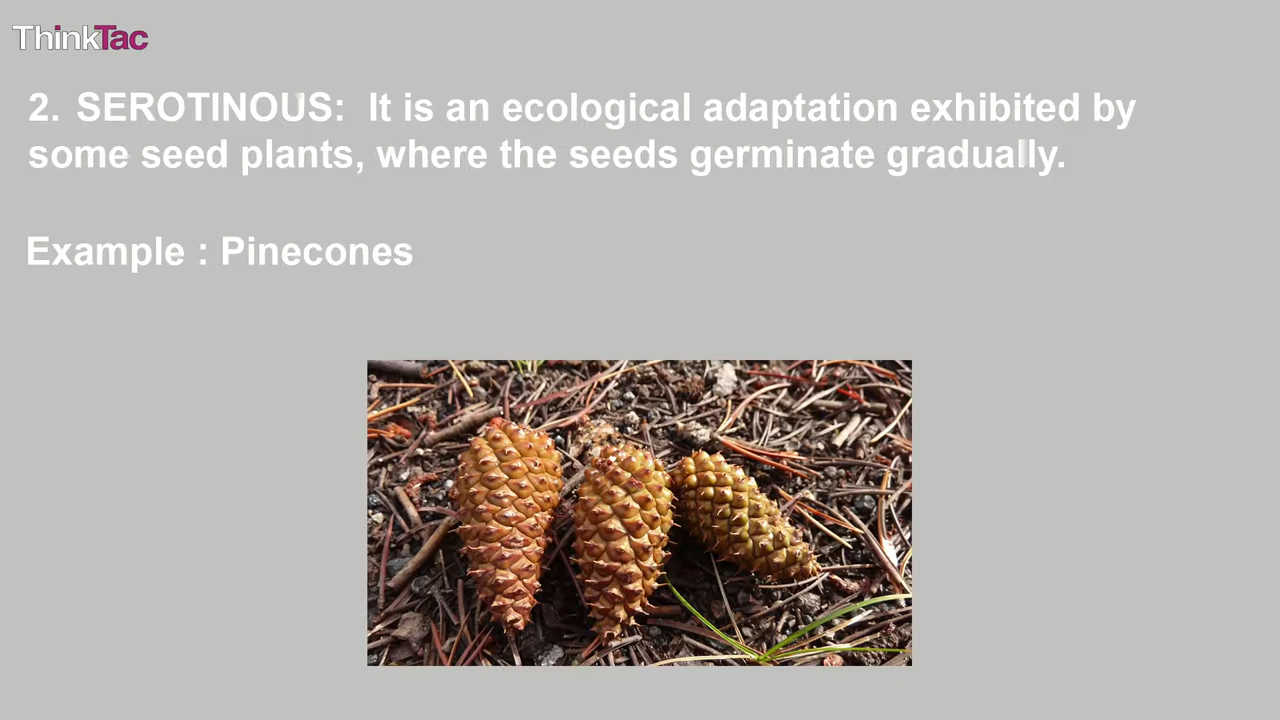 ThinkTac
2. SEROTINOUS: It is an ecological adaptation exhibited by
some seed plants, where the seeds germinate gradually.
Example : Pinecones